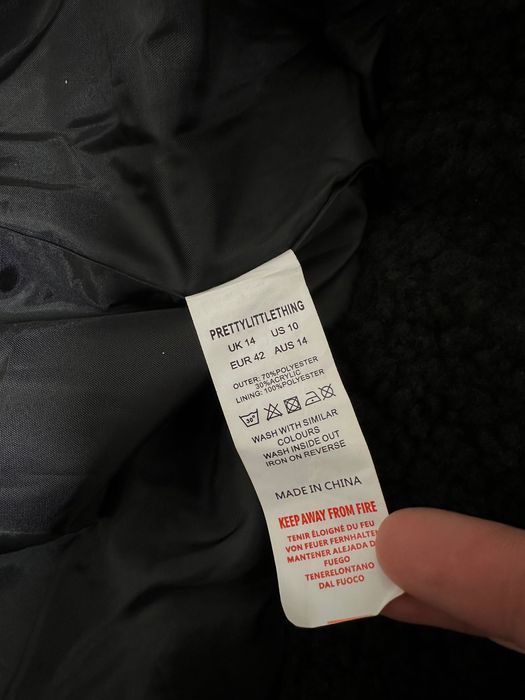 PRETTYLITTLETHING
UK 14 US 10
EUR 42 AUS 14
OUTER: 70%POLYESTER
30%ACRYLIC
LINING: 100%POLYESTER
30°
WASH WITH SIMILAR
COLOURS
WASH INSIDE OUT
IRON ON REVERSE
MADE IN CHINA
KEEP AWAY FROM FIRE
TENIR ÉLOIGNÉ DU FEU
VON FEUER FERNHALTEN
MANTENER ALEJADA D
FUEGO
TENERELONTANO
DAL FUOCO